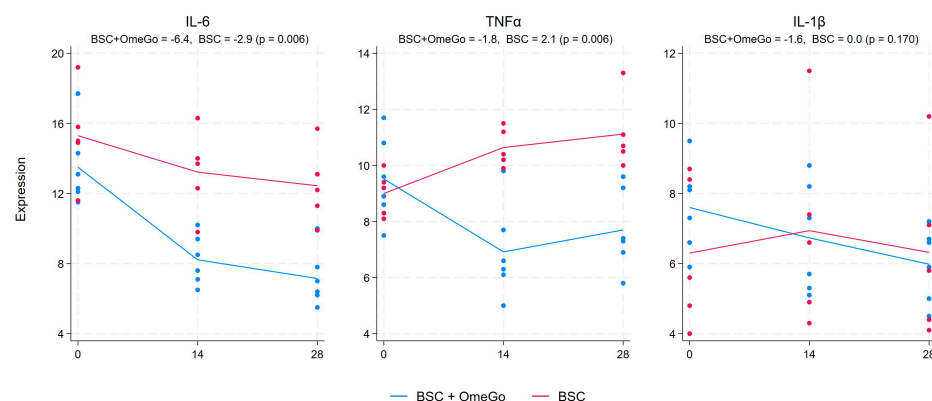 IL-6
BSC+OmeGo = -6.4, BSC = -2.9 (p = 0.006)
TNFα
BSC+OmeGo = -1.8, BSC = 2.1 (p = 0.006)
IL-1β
BSC+OmeGo = -1.6, BSC = 0.0 (p = 0.170)
Expression
20
16
12
8
4
0
14
28
14
12
10
8
6
4
0
14
28
12
10
8
6
4
0
14
28
BSC + OmeGo
BSC